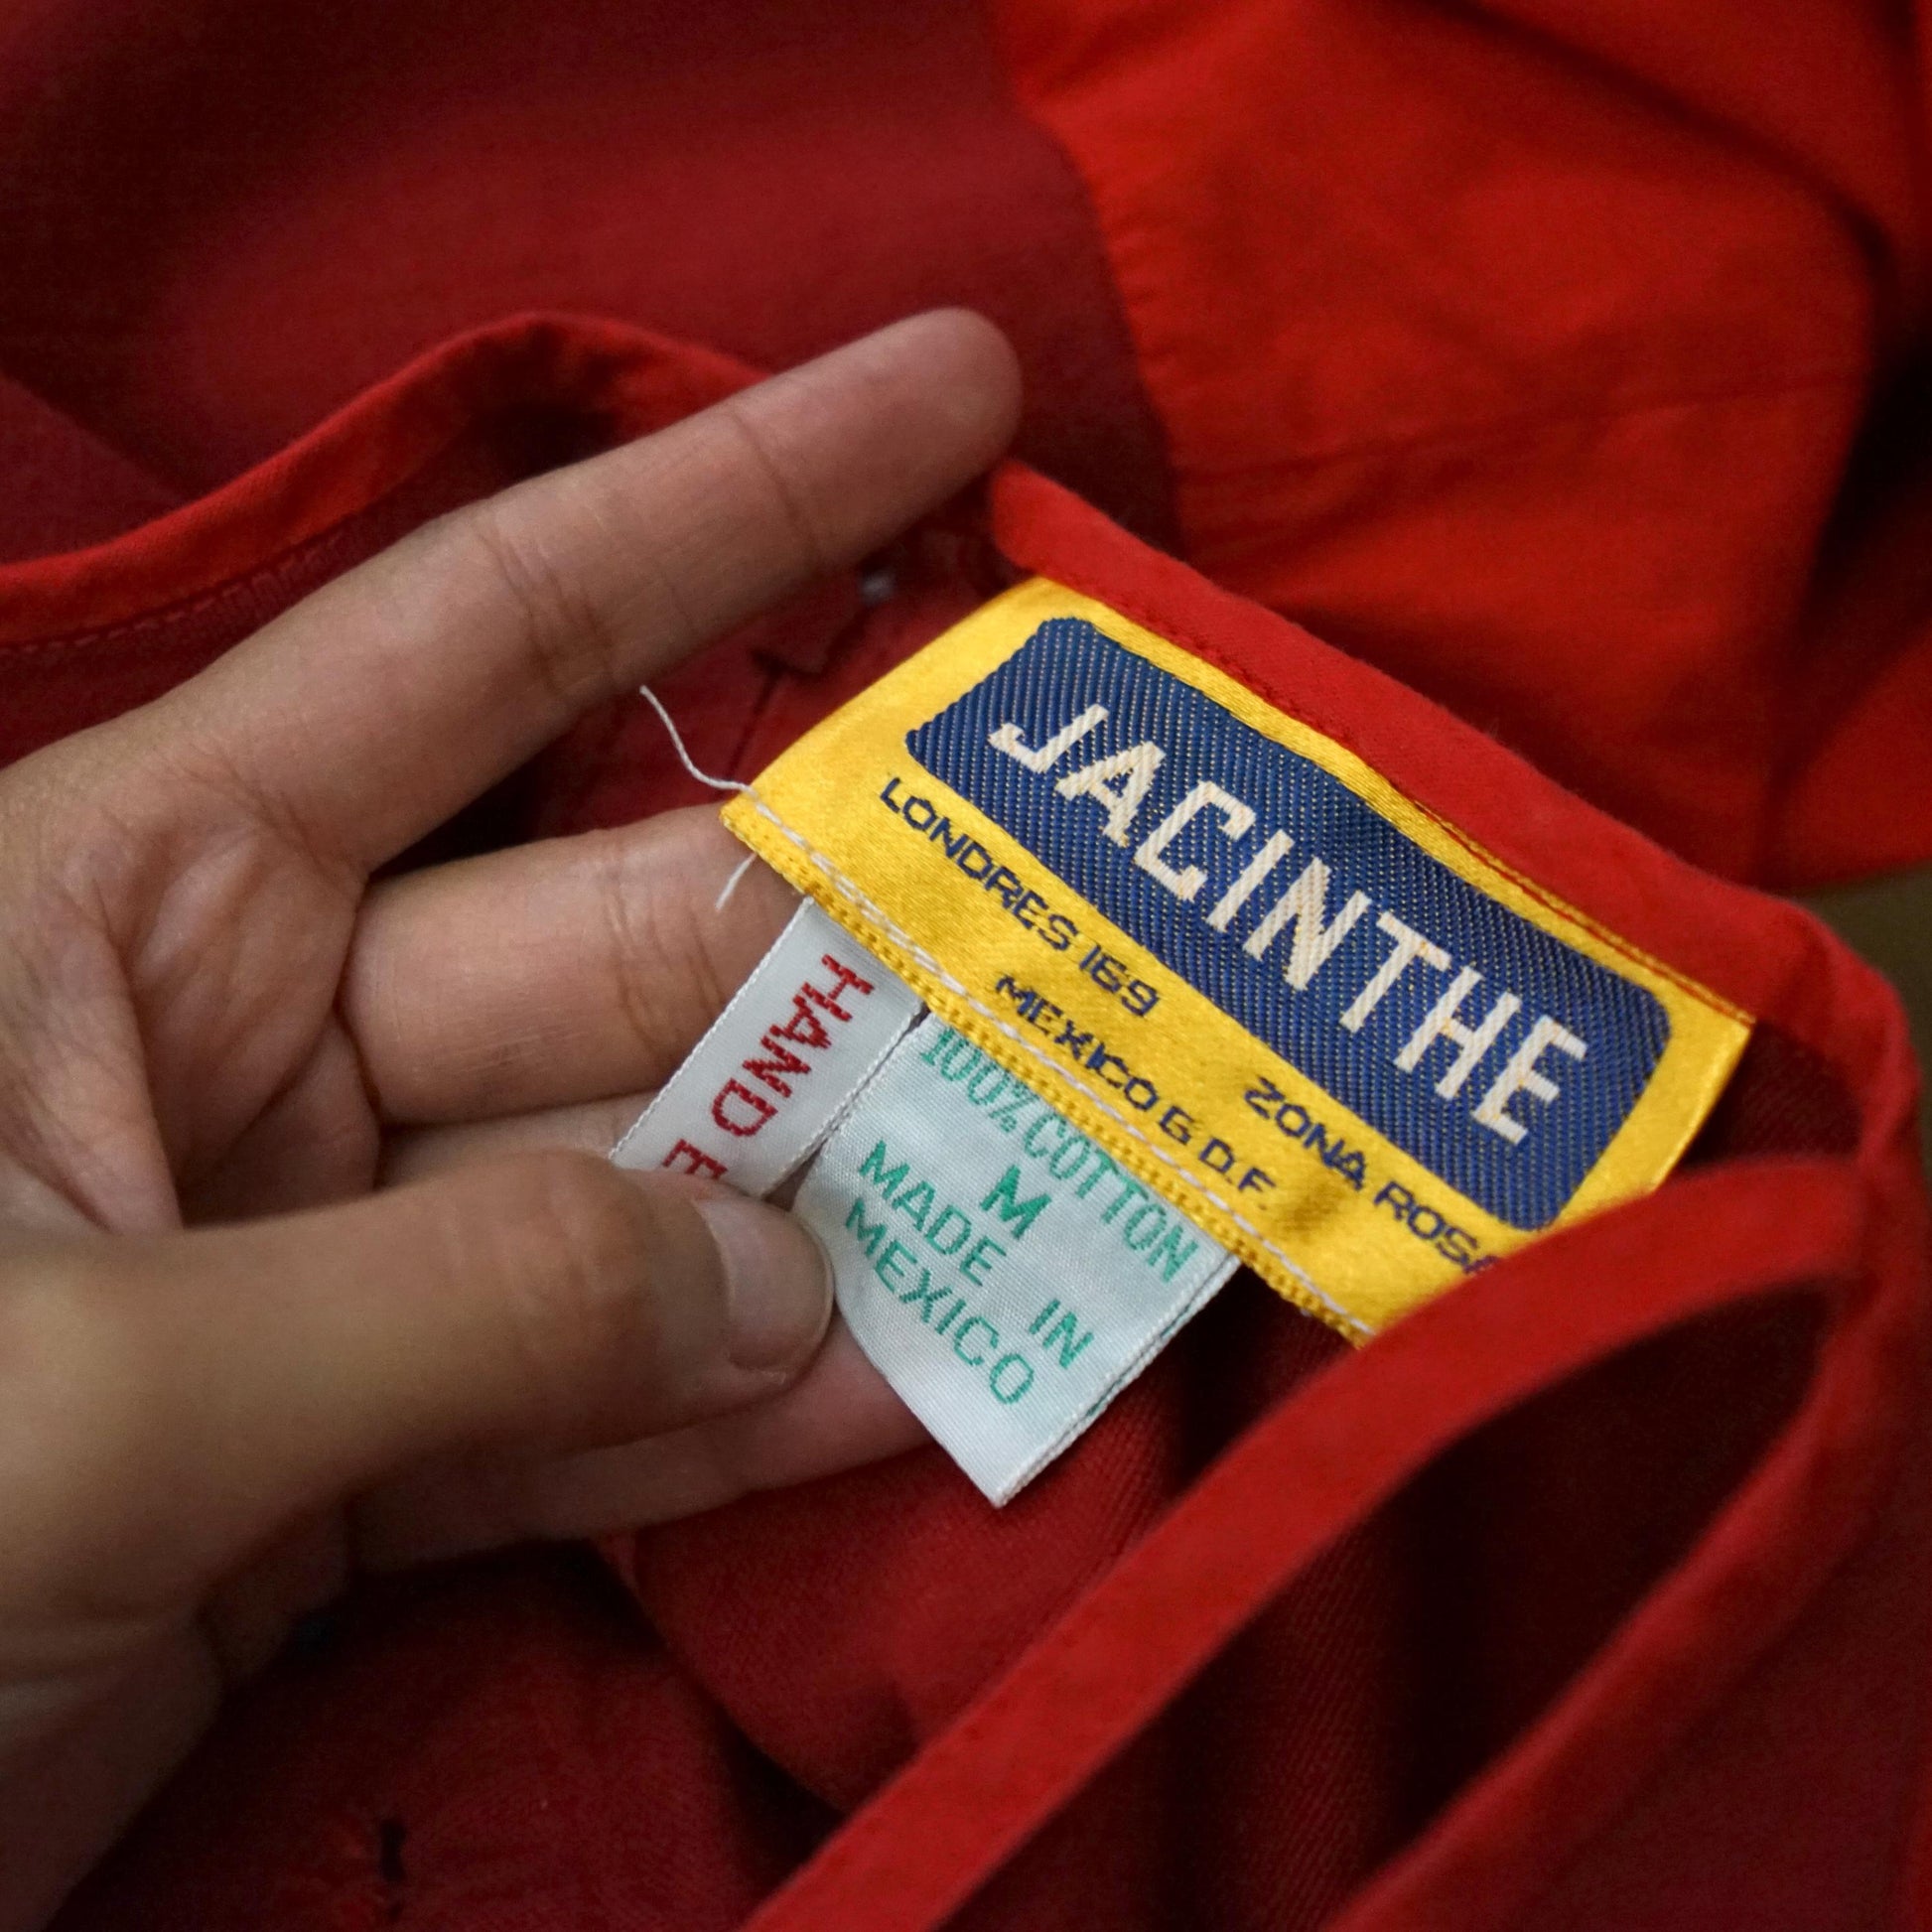 JACINTHE
LONDRES 169 ZONA ROSA
MEXICO 6 D.F.
HAND
100% COTTON
M
MADE IN
MEXICO